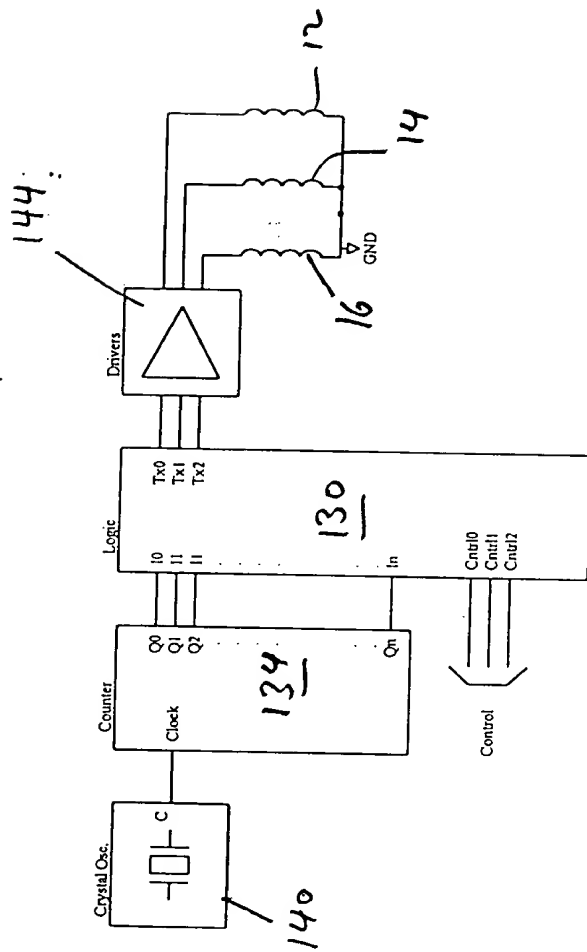 144
Drivers
12
14
16
GND
Logic
Tx0
Tx1
Tx2
I0
I1
I1
In
130
Cntrl0
Cntrl1
Cntrl2
Control
Counter
Q0
Q1
Q2
Qn
134
Clock
Crystal Osc.
C
140